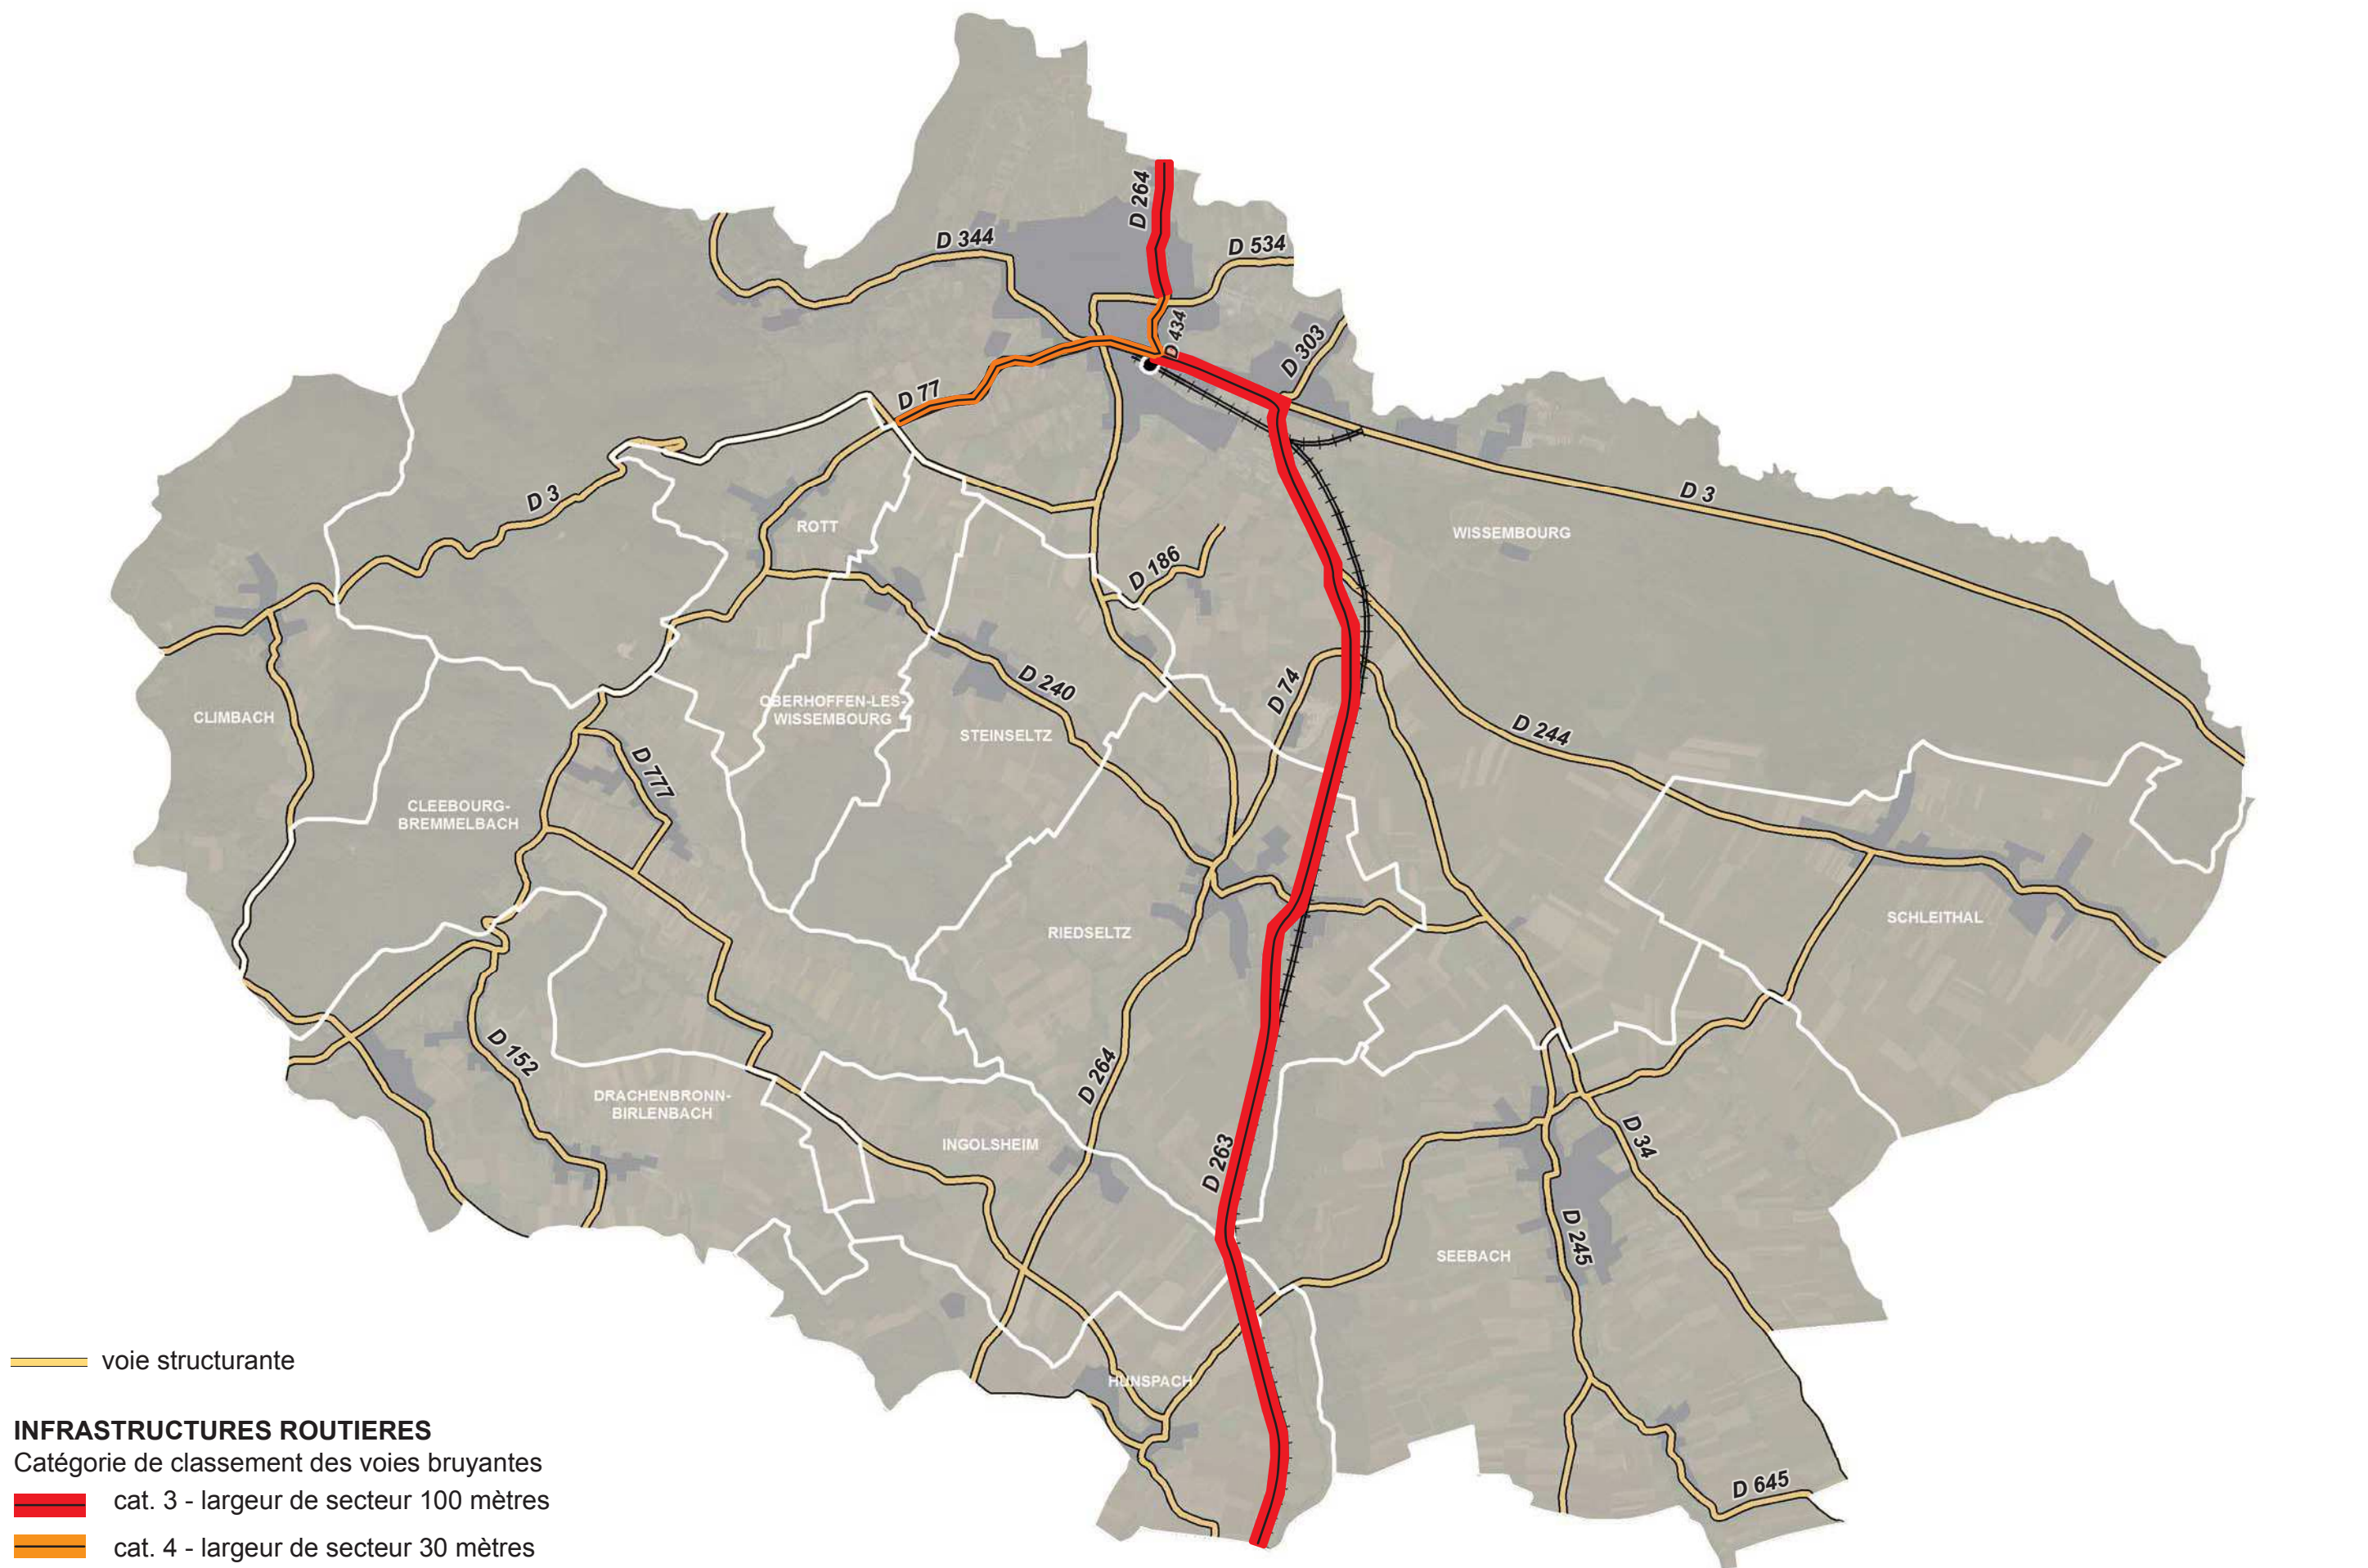 D 264
D 344
D 534
D 434
D 303
D 77
D 3
D 3
ROTT
WISSEMBOURG
D 186
D 240
D 74
OBERHOFFEN-LES-
WISSEMBOURG
CLIMBACH
STEINSELTZ
D 244
D 777
CLEEBOURG-
BREMMELBACH
SCHLEITHAL
RIEDSELTZ
D 152
D 264
DRACHENBRONN-
BIRLENBACH
INGOLSHEIM
D 34
D 263
D 245
SEEBACH
HUNSPACH
D 645
voie structurante
INFRASTRUCTURES ROUTIERES
Catégorie de classement des voies bruyantes
cat. 3 - largeur de secteur 100 mètres
cat. 4 - largeur de secteur 30 mètres